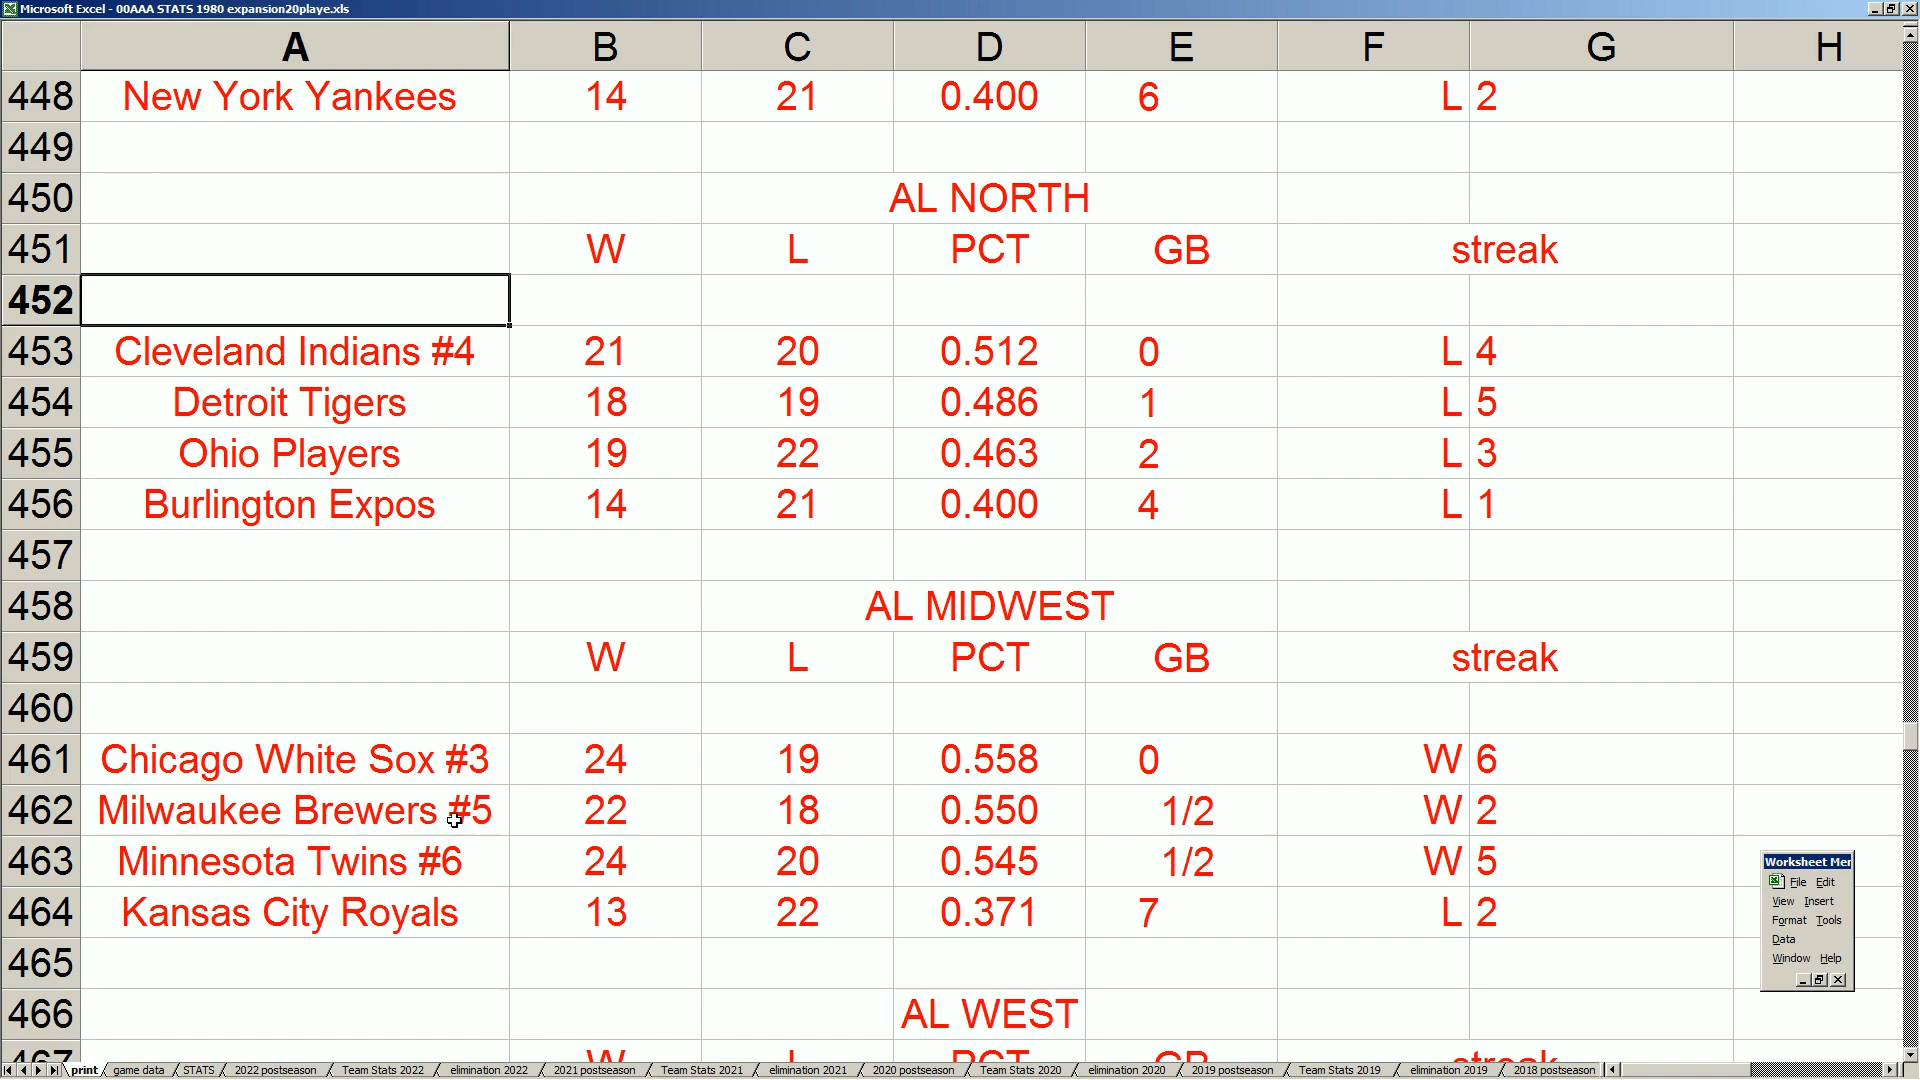 Microsoft Excel - 00AAA STATS 1980 expansion20playe.xls
A B C D E F G H
448 New York Yankees 14 21 0.400 6 L 2
449
450 AL NORTH
451 W L PCT GB streak
452
453 Cleveland Indians #4 21 20 0.512 0 L 4
454 Detroit Tigers 18 19 0.486 1 L 5
455 Ohio Players 19 22 0.463 2 L 3
456 Burlington Expos 14 21 0.400 4 L 1
457
458 AL MIDWEST
459 W L PCT GB streak
460
461 Chicago White Sox #3 24 19 0.558 0 W 6
462 Milwaukee Brewers #5 22 18 0.550 1/2 W 2
463 Minnesota Twins #6 24 20 0.545 1/2 W 5
464 Kansas City Royals 13 22 0.371 7 L 2
465
466 AL WEST
467 W L PCT GB streak
Worksheet Mer
File Edit
View Insert
Format Tools
Data
Window Help
print game data STATS 2022 postseason Team Stats 2022 elimination 2022 2021 postseason Team Stats 2021 elimination 2021 2020 postseason Team Stats 2020 elimination 2020 2019 postseason Team Stats 2019 elimination 2019 2018 postseason